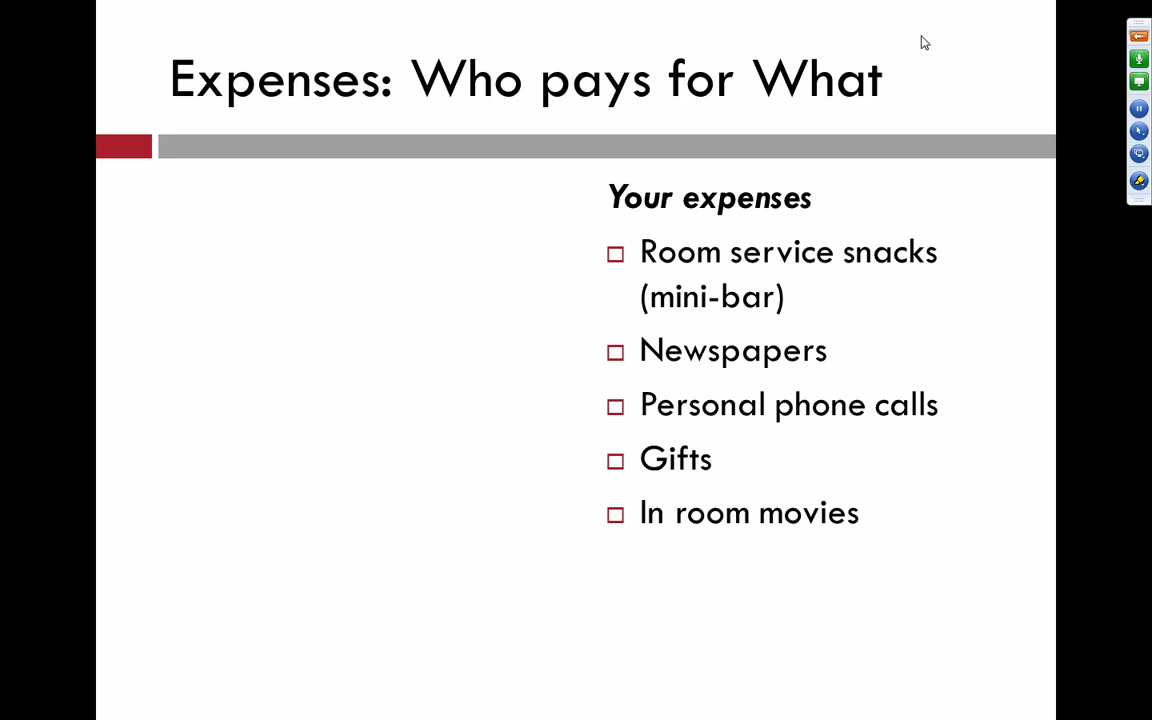 Expenses: Who pays for What
Your expenses
Room service snacks
(mini-bar)
Newspapers
Personal phone calls
Gifts
In room movies